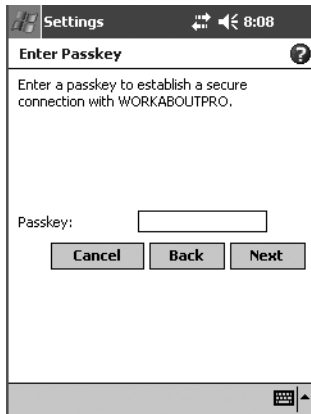 Settings 8:08
Enter Passkey ?
Enter a passkey to establish a secure
connection with WORKABOUTPRO.
Passkey:
Cancel Back Next